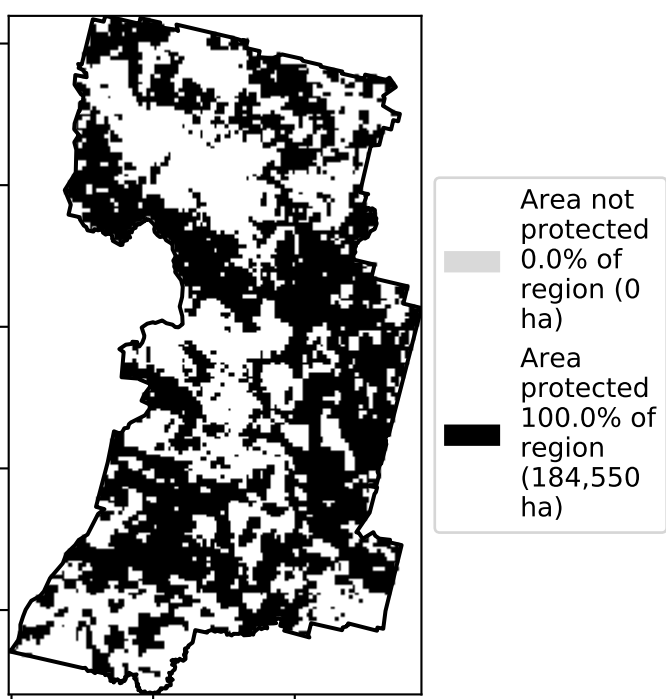 Area not
protected
0.0% of
region (0
ha)
Area
protected
100.0% of
region
(184,550
ha)